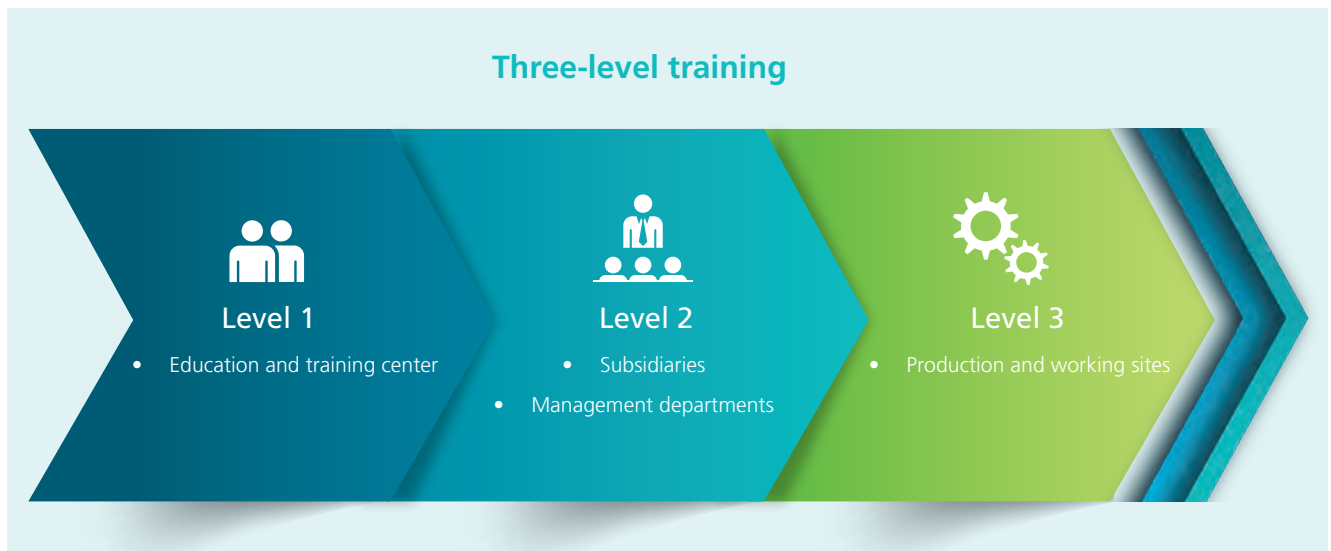 Three-level training
Level 1
• Education and training center
Level 2
• Subsidiaries
• Management departments
Level 3
• Production and working sites